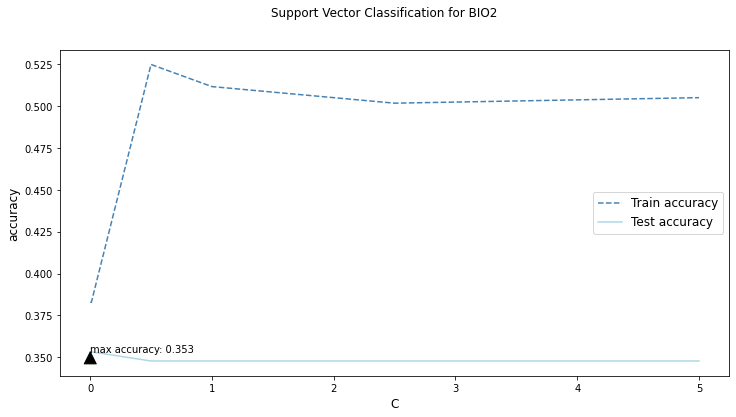 Support Vector Classification for BIO2
accuracy
0.525
0.500
0.475
0.450
0.425
0.400
0.375
0.350
Train accuracy
Test accuracy
max accuracy: 0.353
0 1 2 3 4 5
C